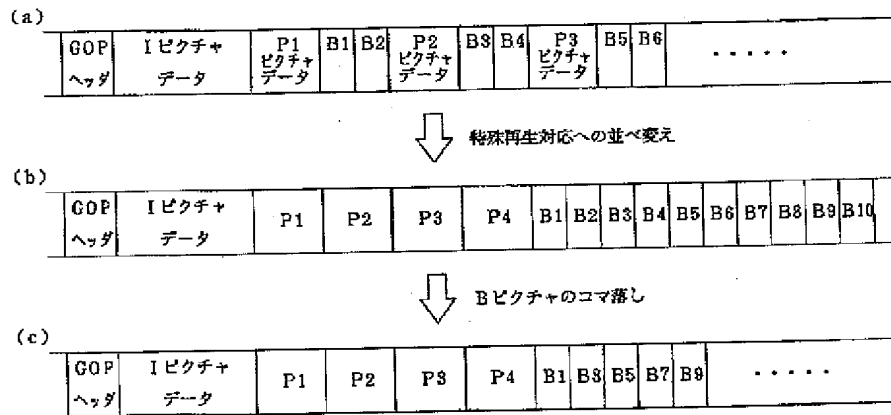 (a)
GOP ヘッダ
Iピクチャ データ
P1 ピクチャ データ
B1
B2
P2 ピクチャ データ
B3
B4
P3 ピクチャ データ
B5
B6
・・・・・
特殊再生対応への並べ変え
(b)
GOP ヘッダ
Iピクチャ データ
P1
P2
P3
P4
B1
B2
B3
B4
B5
B6
B7
B8
B9
B10
Bピクチャのコマ落し
(c)
GOP ヘッダ
Iピクチャ データ
P1
P2
P3
P4
B1
B3
B5
B7
B9
・・・・・